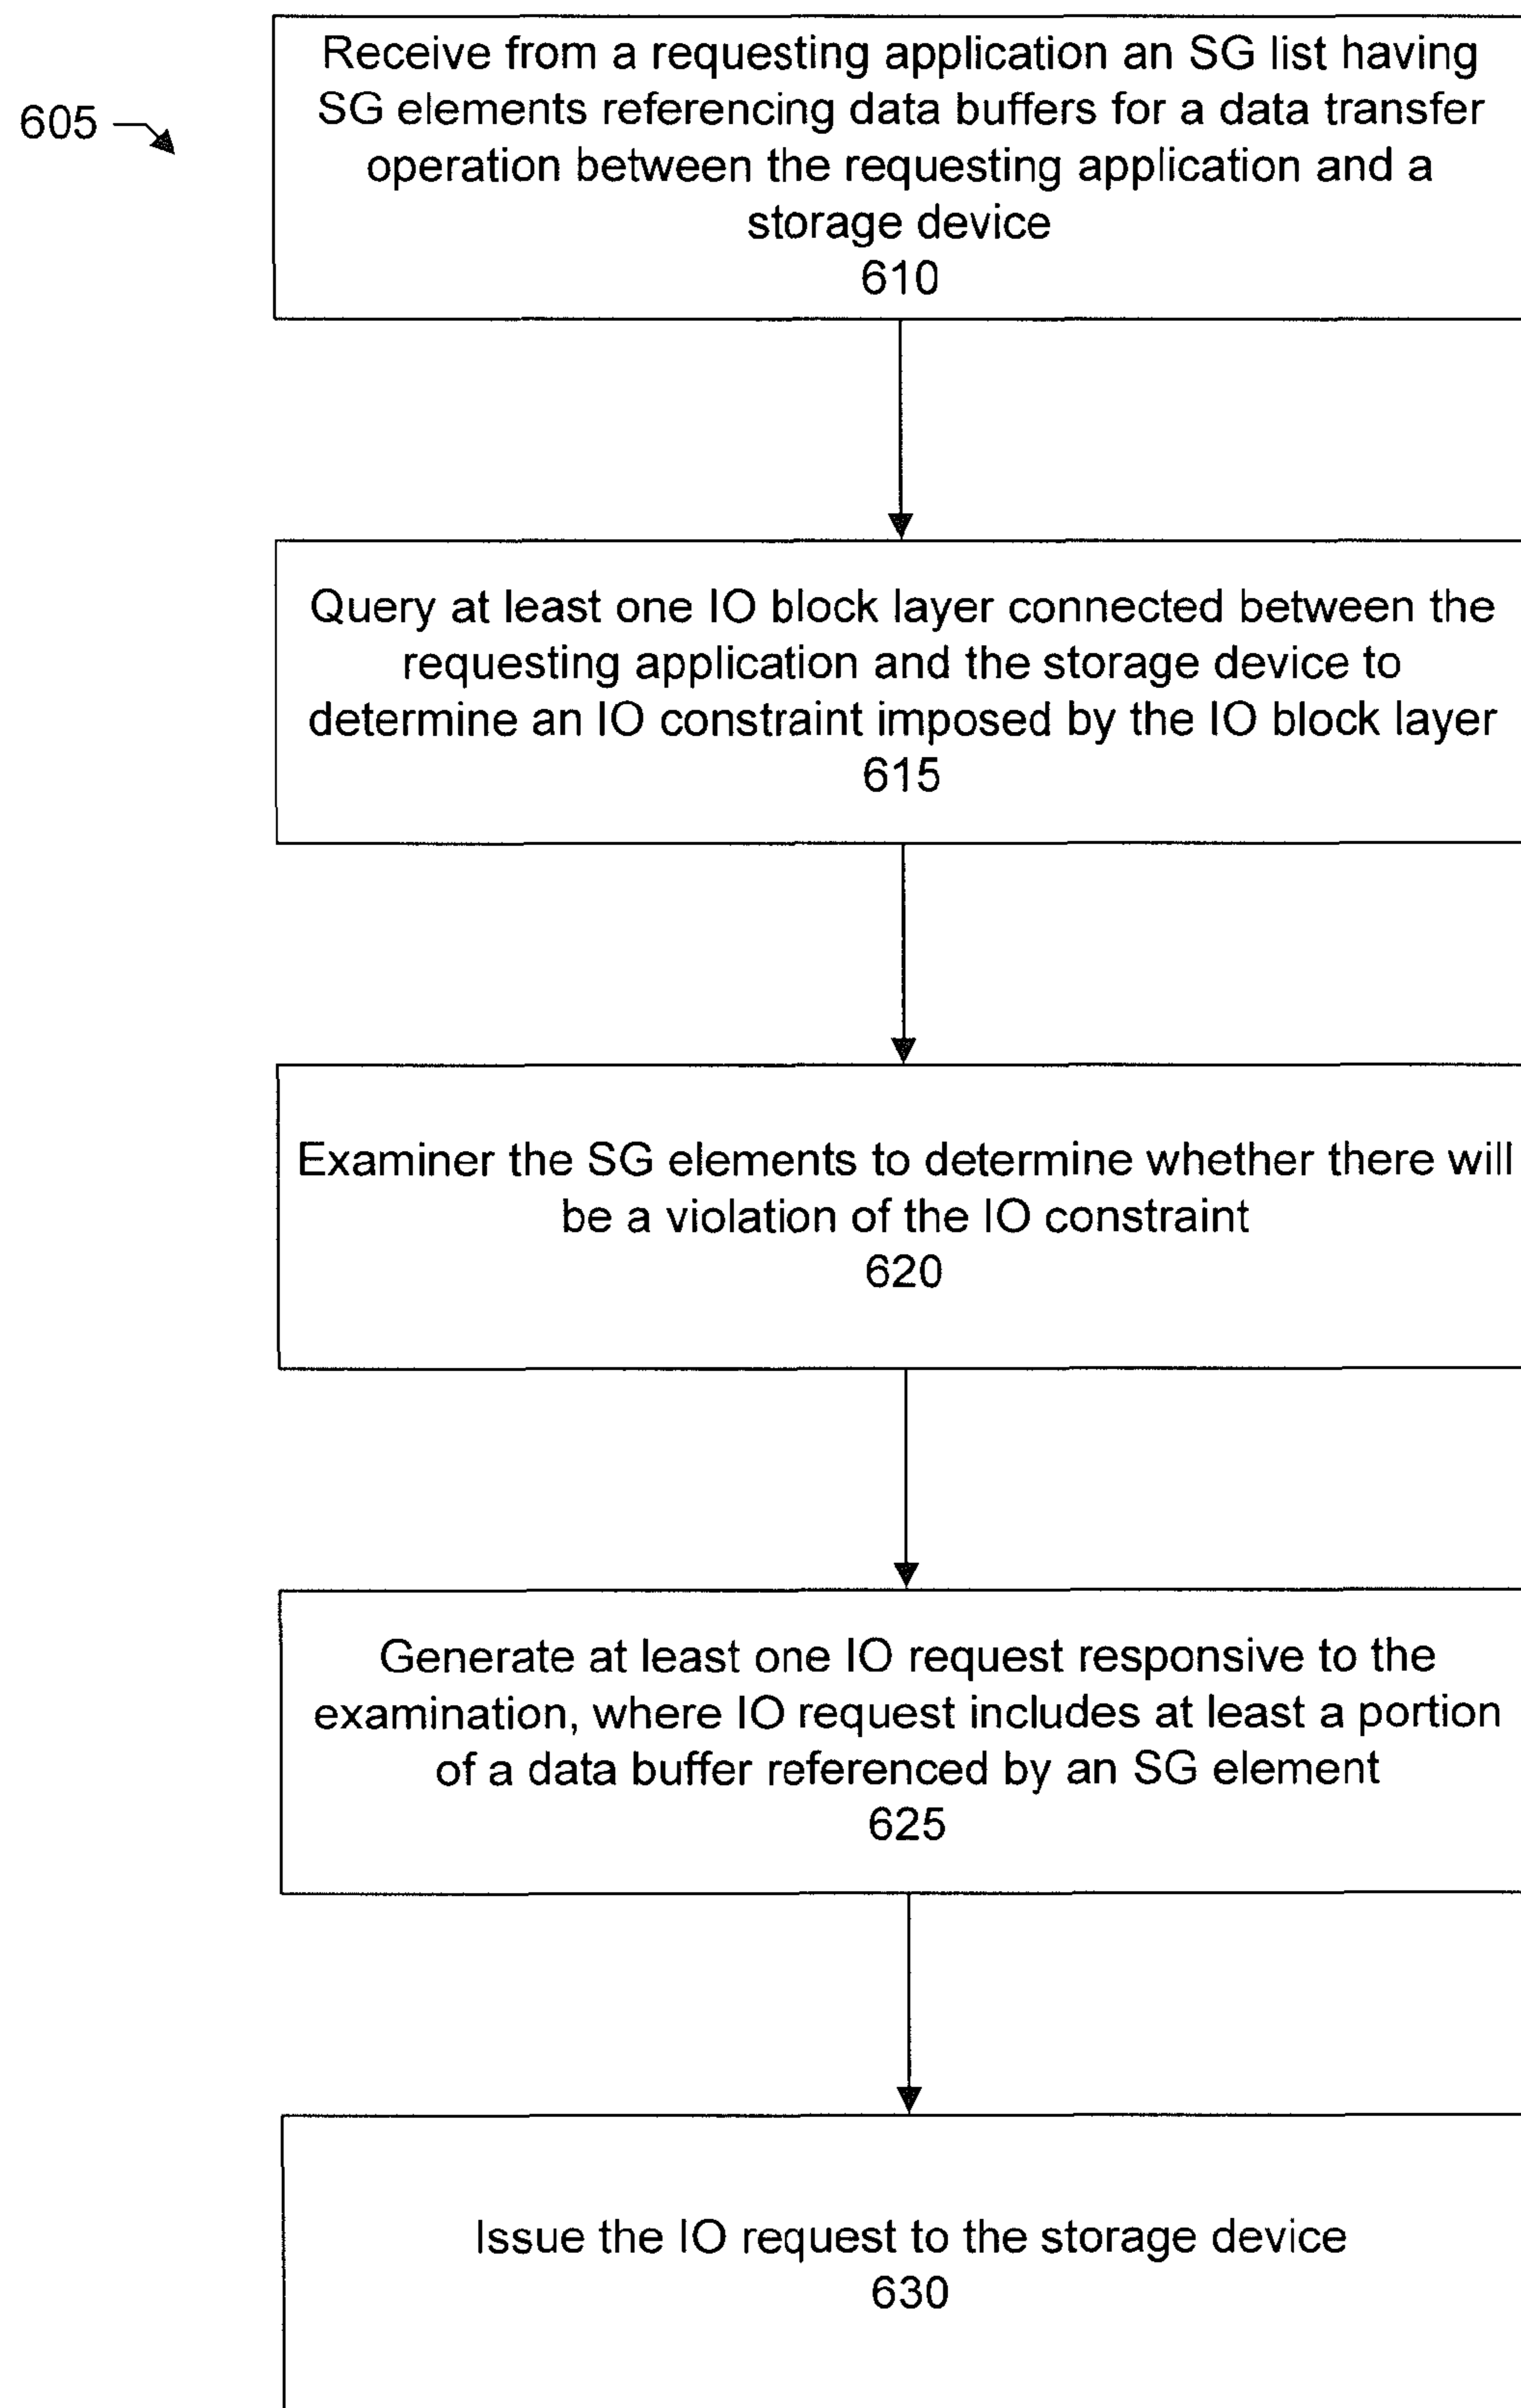 605
Receive from a requesting application an SG list having
SG elements referencing data buffers for a data transfer
operation between the requesting application and a
storage device
610
Query at least one IO block layer connected between the
requesting application and the storage device to
determine an IO constraint imposed by the IO block layer
615
Examiner the SG elements to determine whether there will
be a violation of the IO constraint
620
Generate at least one IO request responsive to the
examination, where IO request includes at least a portion
of a data buffer referenced by an SG element
625
Issue the IO request to the storage device
630